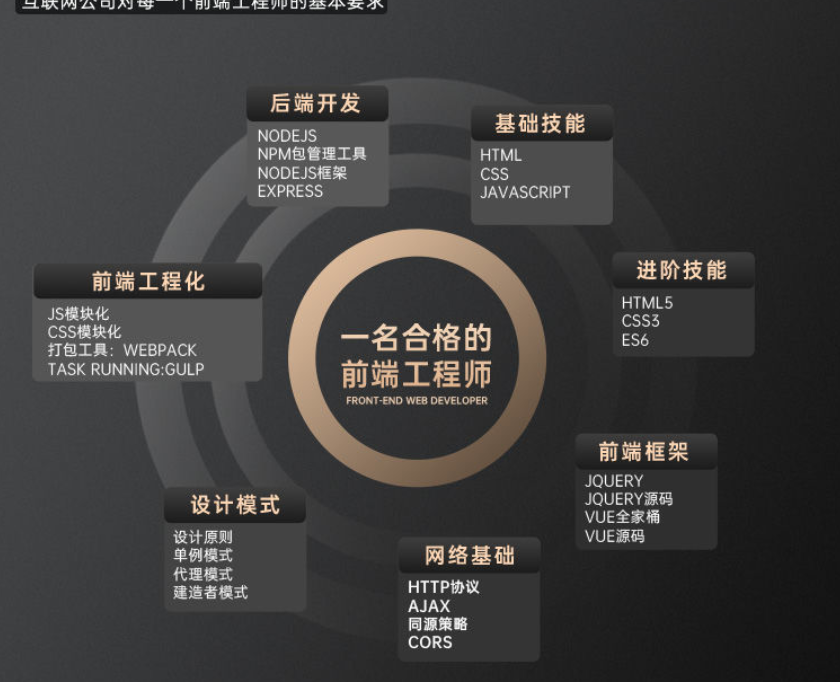 互联网公司对每一个前端工程师的基本要求
后端开发
NODEJS
NPM包管理工具
NODEJS框架
EXPRESS
基础技能
HTML
CSS
JAVASCRIPT
前端工程化
JS模块化
CSS模块化
打包工具：WEBPACK
TASK RUNNING:GULP
进阶技能
HTML5
CSS3
ES6
一名合格的
前端工程师
FRONT-END WEB DEVELOPER
前端框架
JQUERY
JQUERY源码
VUE全家桶
VUE源码
设计模式
设计原则
单例模式
代理模式
建造者模式
网络基础
HTTP协议
AJAX
同源策略
CORS